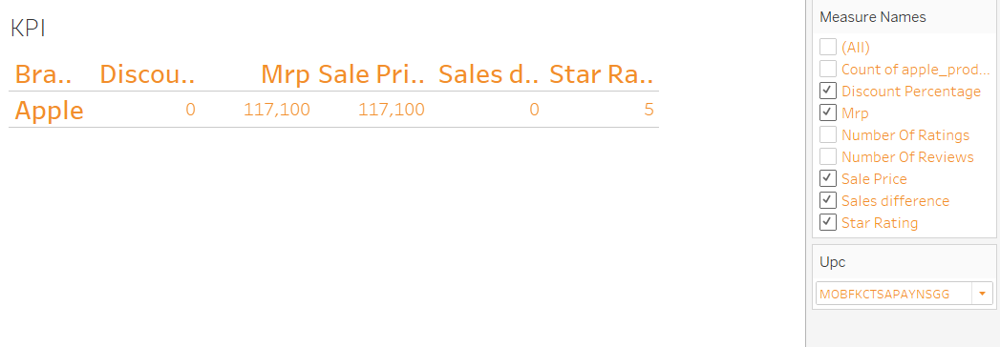 KPI
Bra.. Discou.. Mrp Sale Pri.. Sales d.. Star Ra..
Apple 0 117,100 117,100 0 5
Measure Names
(All)
Count of apple_prod...
Discount Percentage
Mrp
Number Of Ratings
Number Of Reviews
Sale Price
Sales difference
Star Rating
Upc
MOBFKCTSAPAYNSGG